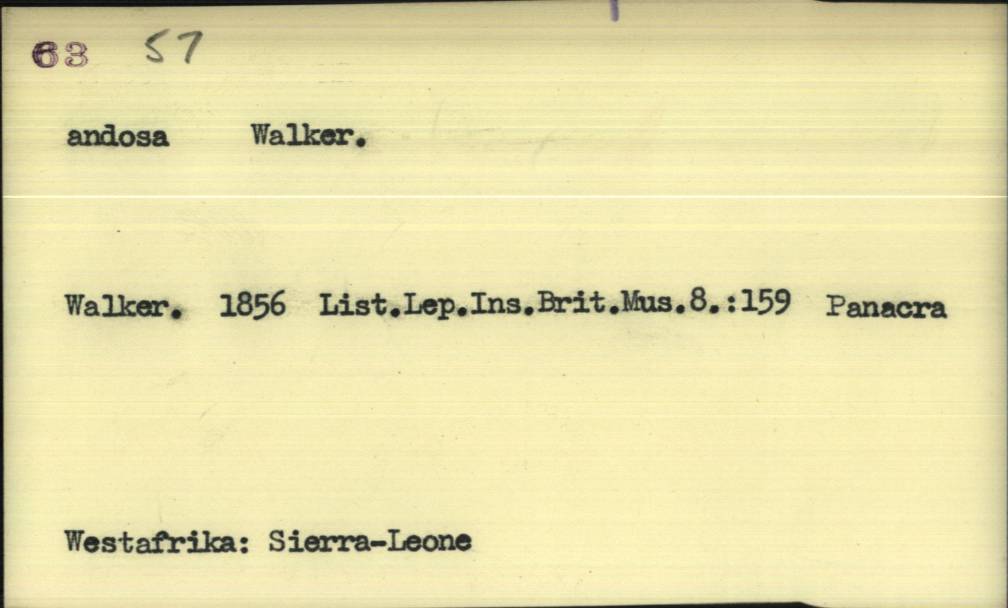 63 57
andosa Walker.
Walker. 1856 List.Lep.Ins.Brit.Mus.8.:159 Panacra
Westafrika: Sierra-Leone